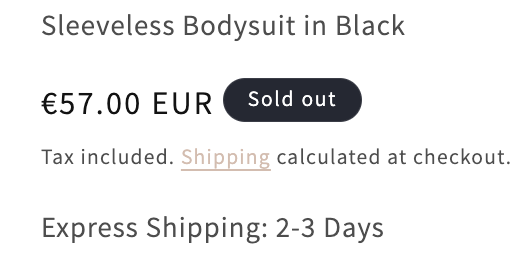 Sleeveless Bodysuit in Black
€57.00 EUR Sold out
Tax included. Shipping calculated at checkout.
Express Shipping: 2-3 Days